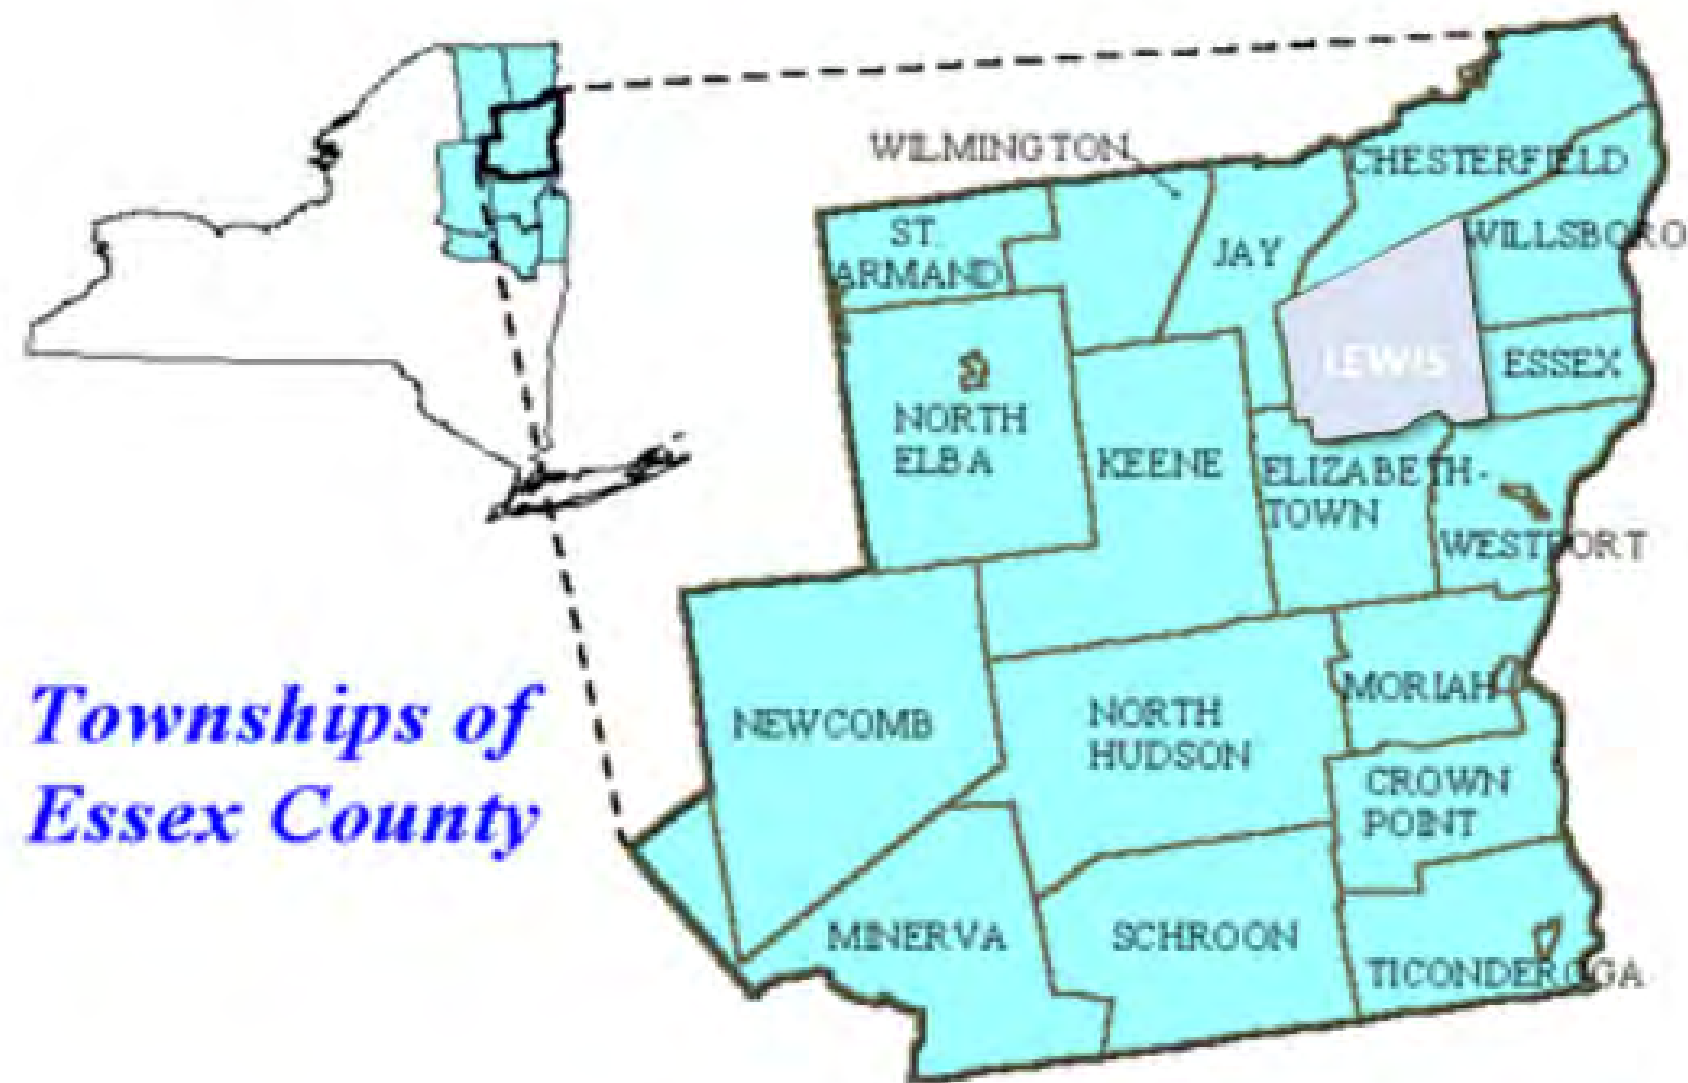 WILMINGTON
CHESTERFIELD
ST.
ARMAND
JAY
WILLSBORO
LEWIS
ESSEX
NORTH
ELBA
KEENE
ELIZABETH-
TOWN
WESTPORT
Townships of
Essex County
NEWCOMB
NORTH
HUDSON
MORIAH
CROWN
POINT
MINERVA
SCHROON
TICONDEROGA